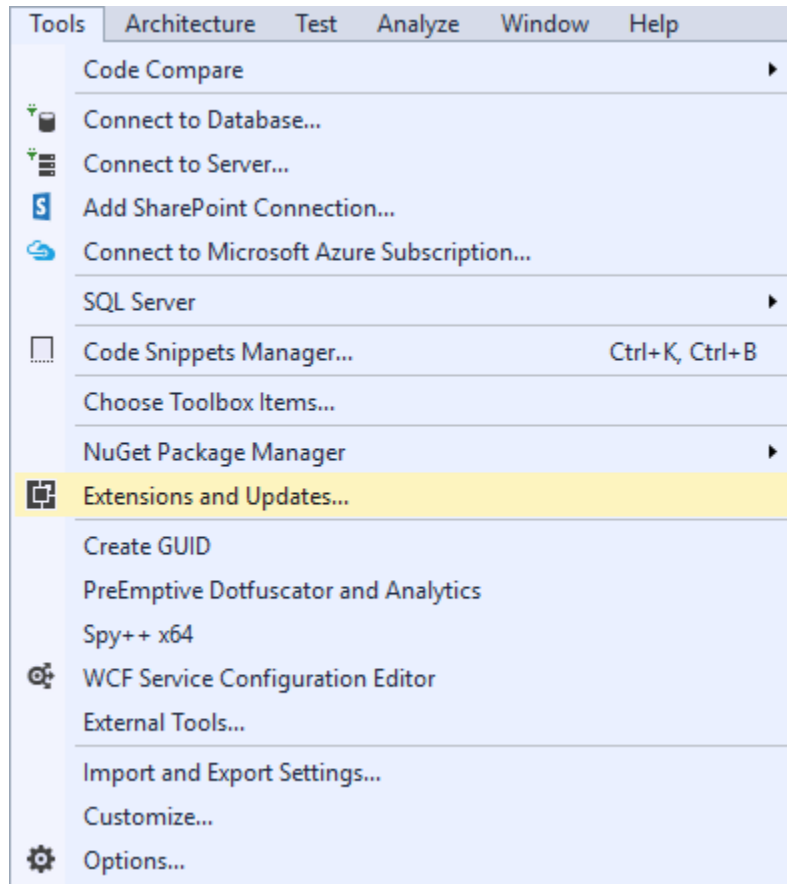 Tools Architecture Test Analyze Window Help
Code Compare
Connect to Database...
Connect to Server...
Add SharePoint Connection...
Connect to Microsoft Azure Subscription...
SQL Server
Code Snippets Manager... Ctrl+K, Ctrl+B
Choose Toolbox Items...
NuGet Package Manager
Extensions and Updates...
Create GUID
PreEmptive Dotfuscator and Analytics
Spy++ x64
WCF Service Configuration Editor
External Tools...
Import and Export Settings...
Customize...
Options...